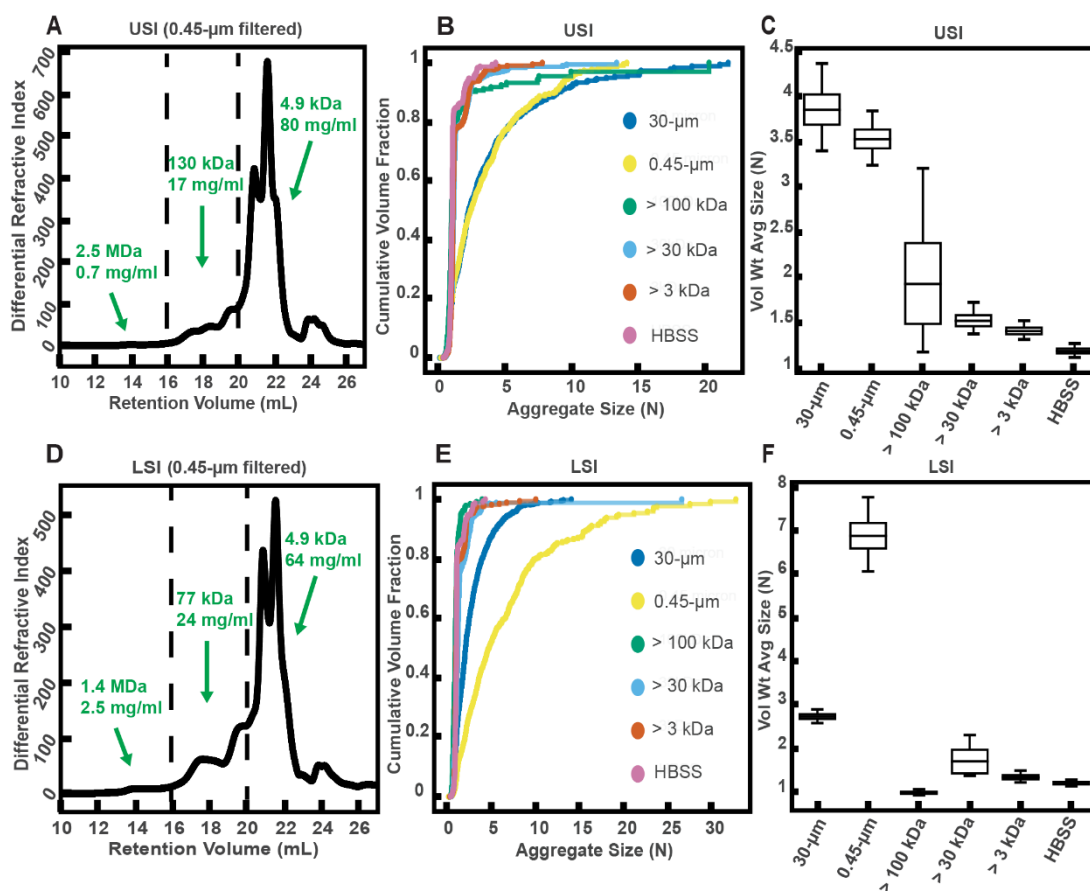 A
USI (0.45-µm filtered)
Differential Refractive Index
700
600
500
400
300
200
100
0
2.5 MDa
0.7 mg/ml
130 kDa
17 mg/ml
4.9 kDa
80 mg/ml
10 12 14 16 18 20 22 24 26
Retention Volume (mL)
B
USI
Cumulative Volume Fraction
1
0.8
0.6
0.4
0.2
0
30-µm
0.45-µm
> 100 kDa
> 30 kDa
> 3 kDa
HBSS
0 5 10 15 20
Aggregate Size (N)
C
USI
Vol Wt Avg Size (N)
4.5
4
3.5
3
2.5
2
1.5
1
30-µm
0.45-µm
> 100 kDa
> 30 kDa
> 3 kDa
HBSS
D
LSI (0.45-µm filtered)
Differential Refractive Index
500
400
300
200
100
0
1.4 MDa
2.5 mg/ml
77 kDa
24 mg/ml
4.9 kDa
64 mg/ml
10 12 14 16 18 20 22 24 26
Retention Volume (mL)
E
LSI
Cumulative Volume Fraction
1
0.8
0.6
0.4
0.2
0
30-µm
0.45-µm
> 100 kDa
> 30 kDa
> 3 kDa
HBSS
0 5 10 15 20 25 30
Aggregate Size (N)
F
LSI
Vol Wt Avg Size (N)
8
7
6
5
4
3
2
1
30-µm
0.45-µm
> 100 kDa
> 30 kDa
> 3 kDa
HBSS